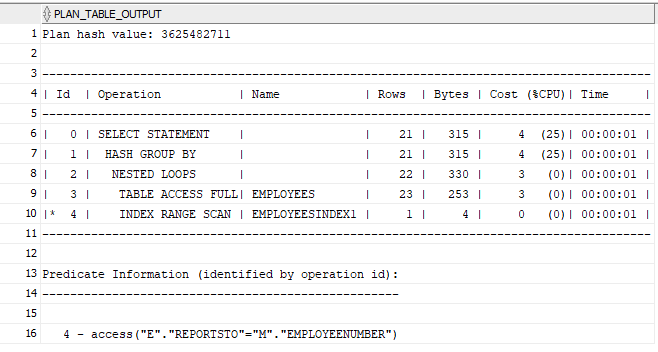 PLAN_TABLE_OUTPUT
1 Plan hash value: 3625482711
2
3 ---------------------------------------------------------------------------------------
4 | Id  | Operation           | Name            | Rows  | Bytes | Cost (%CPU)| Time     |
5 ---------------------------------------------------------------------------------------
6 |   0 | SELECT STATEMENT    |                 |    21 |   315 |     4  (25)| 00:00:01 |
7 |   1 |  HASH GROUP BY      |                 |    21 |   315 |     4  (25)| 00:00:01 |
8 |   2 |   NESTED LOOPS      |                 |    22 |   330 |     3   (0)| 00:00:01 |
9 |   3 |    TABLE ACCESS FULL| EMPLOYEES       |    23 |   253 |     3   (0)| 00:00:01 |
10 |*  4 |    INDEX RANGE SCAN | EMPLOYEESINDEX1 |     1 |     4 |     0   (0)| 00:00:01 |
11 ---------------------------------------------------------------------------------------
12
13 Predicate Information (identified by operation id):
14 ---------------------------------------------------
15
16    4 - access("E"."REPORTSTO"="M"."EMPLOYEENUMBER")